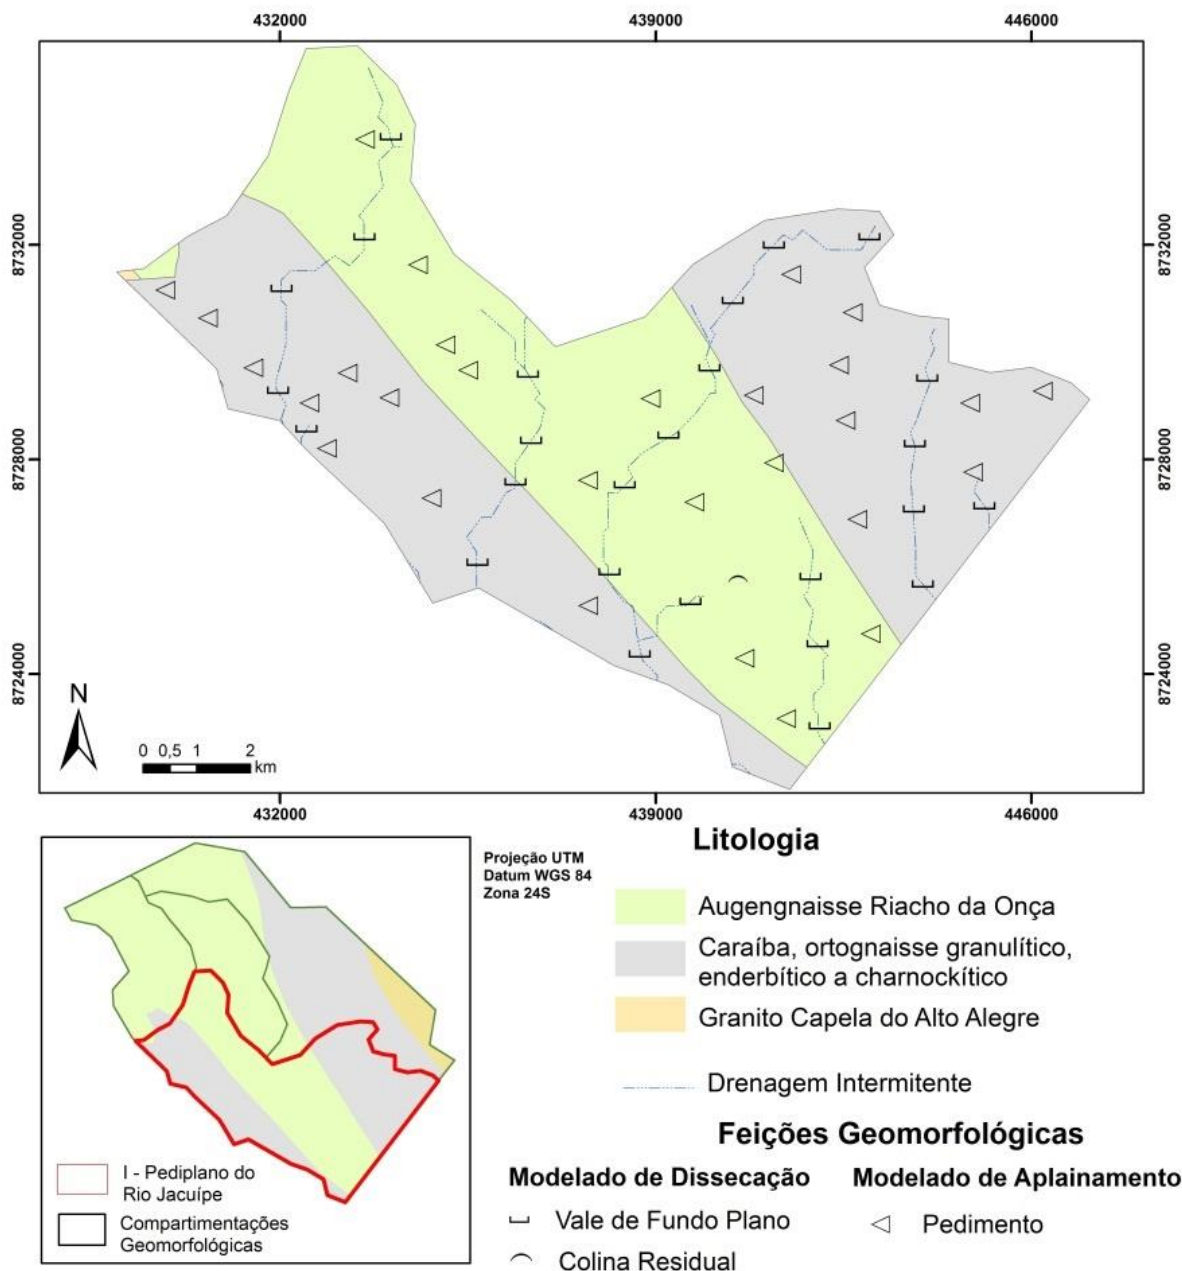 432000
439000
446000
8732000
8732000
8728000
8728000
8724000
8724000
N
0 0,5 1 2
km
432000
439000
446000
Projeção UTM
Datum WGS 84
Zona 24S
I - Pediplano do
Rio Jacuípe
Compartimentações
Geomorfológicas
Litologia
Augengnaisse Riacho da Onça
Caraíba, ortognaisse granulítico,
enderbítico a charnockítico
Granito Capela do Alto Alegre
Drenagem Intermitente
Feições Geomorfológicas
Modelado de Dissecação
Vale de Fundo Plano
Colina Residual
Modelado de Aplainamento
Pedimento